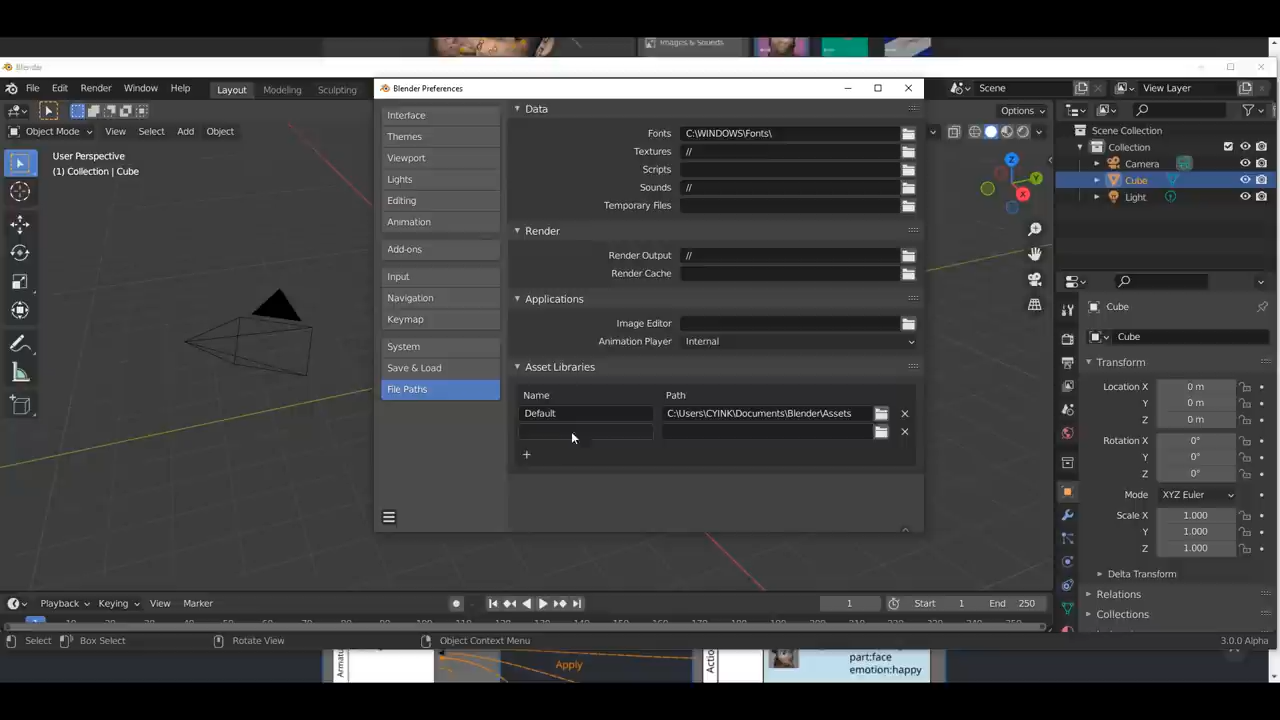 Images & Sounds
Blender
File Edit Render Window Help Layout Modeling Sculpting
Blender Preferences
Scene
View Layer
Options
Object Mode View Select Add Object
User Perspective
(1) Collection | Cube
Interface
Themes
Viewport
Lights
Editing
Animation
Add-ons
Input
Navigation
Keymap
System
Save & Load
File Paths
Data
Fonts C:\WINDOWS\Fonts\
Textures //
Scripts
Sounds //
Temporary Files
Render
Render Output //
Render Cache
Applications
Image Editor
Animation Player Internal
Asset Libraries
Name Path
Default C:\Users\CYINK\Documents\Blender\Assets
+
Z
Y
X
Scene Collection
Collection
Camera
Cube
Light
Cube
Cube
Transform
Location X 0 m
Y 0 m
Z 0 m
Rotation X 0°
Y 0°
Z 0°
Mode XYZ Euler
Scale X 1.000
Y 1.000
Z 1.000
Delta Transform
Relations
Collections
Playback Keying View Marker
1 Start 1 End 250
Select Box Select Rotate View Object Context Menu 3.0.0 Alpha
Armatu
Apply
Action
part:face
emotion:happy